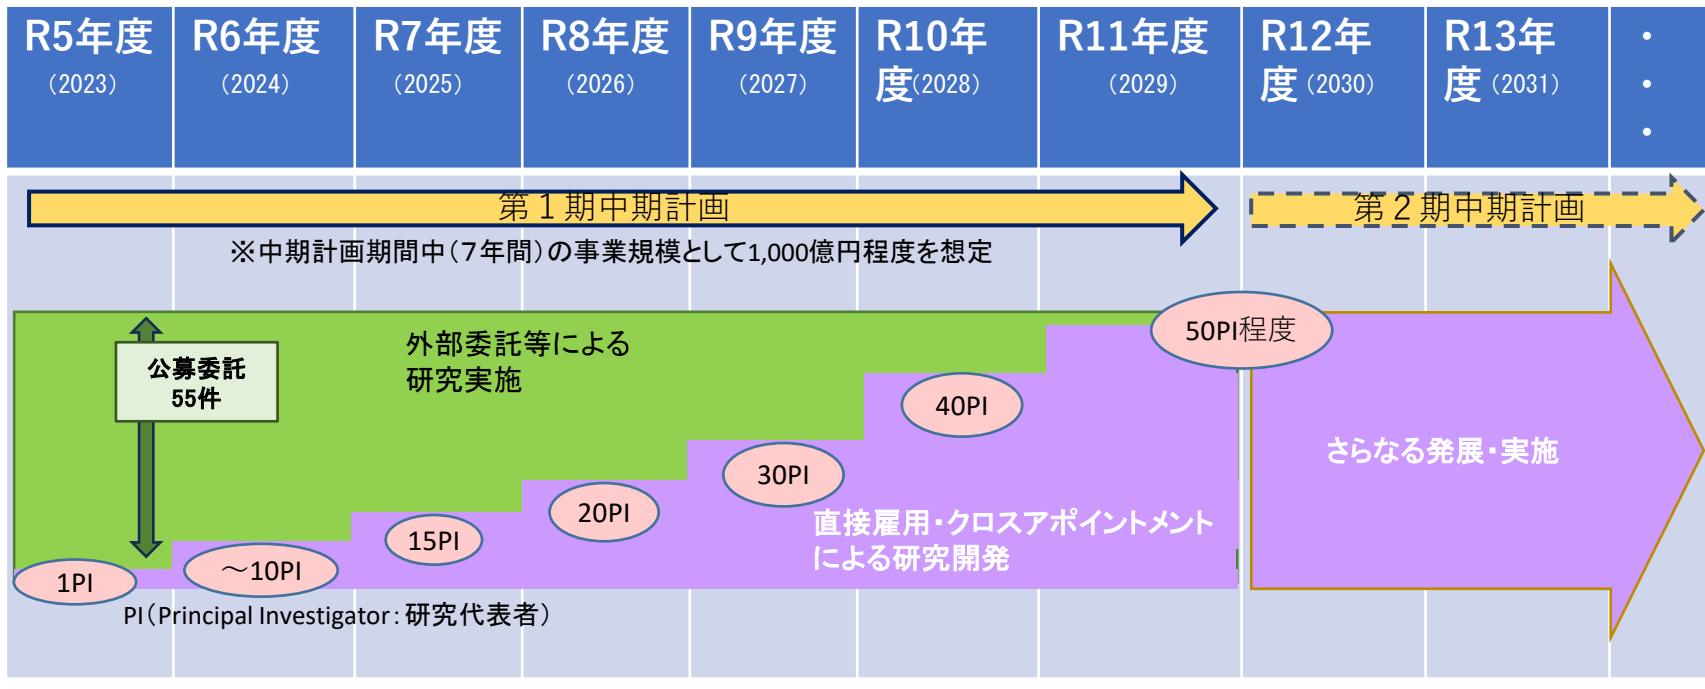 R5年度
（2023）
R6年度
（2024）
R7年度
（2025）
R8年度
（2026）
R9年度
（2027）
R10年
度（2028）
R11年度
（2029）
R12年
度（2030）
R13年
度（2031）
・
・
・
第１期中期計画
第２期中期計画
※中期計画期間中（７年間）の事業規模として1,000億円程度を想定
外部委託等による
研究実施
公募委託
55件
50PI程度
40PI
30PI
20PI
15PI
～10PI
1PI
さらなる発展・実施
直接雇用・クロスアポイントメント
による研究開発
PI（Principal Investigator：研究代表者）